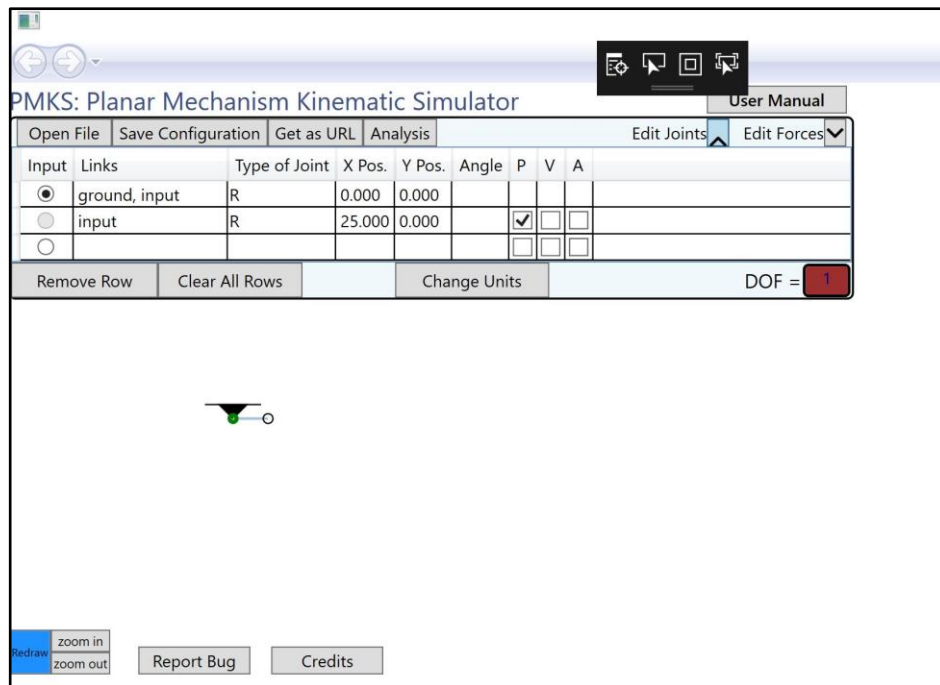 PMKS: Planar Mechanism Kinematic Simulator
User Manual
Open File Save Configuration Get as URL Analysis Edit Joints Edit Forces
Input Links Type of Joint X Pos. Y Pos. Angle P V A
ground, input R 0.000 0.000
input R 25.000 0.000
Remove Row Clear All Rows Change Units DOF = 1
Redraw zoom in
zoom out
Report Bug Credits